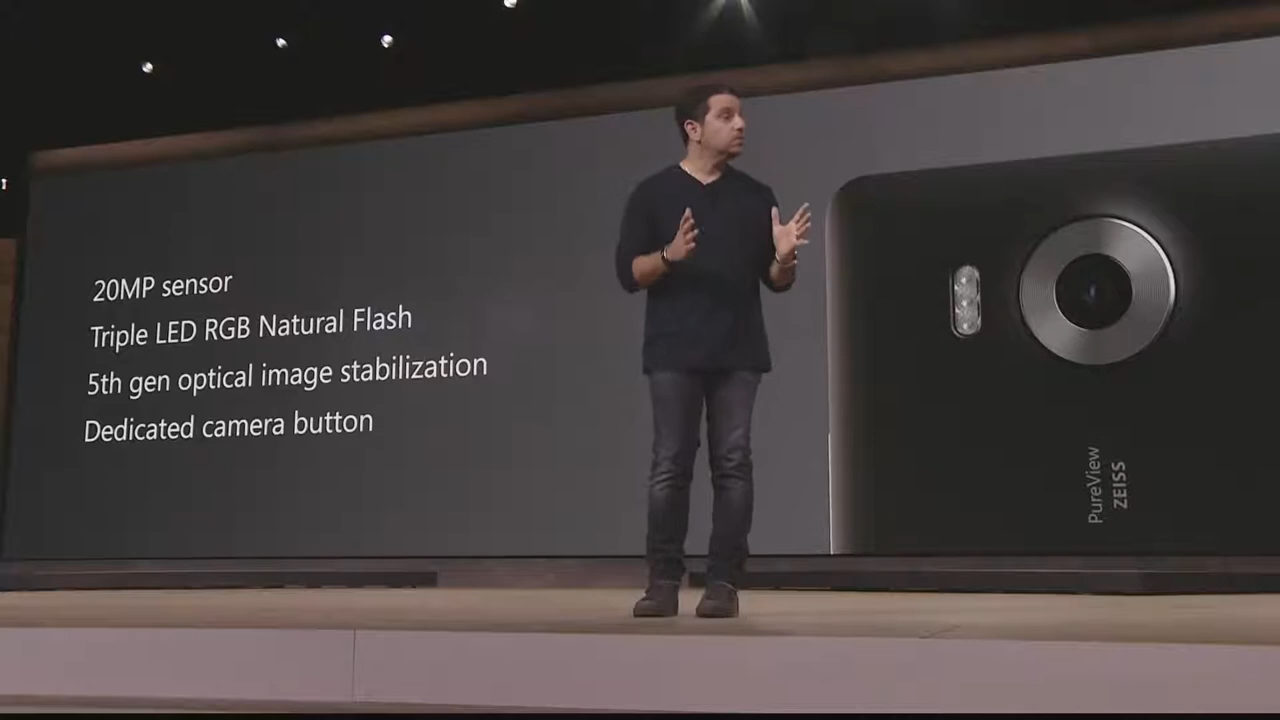 20MP sensor
Triple LED RGB Natural Flash
5th gen optical image stabilization
Dedicated camera button
PureView
ZEISS